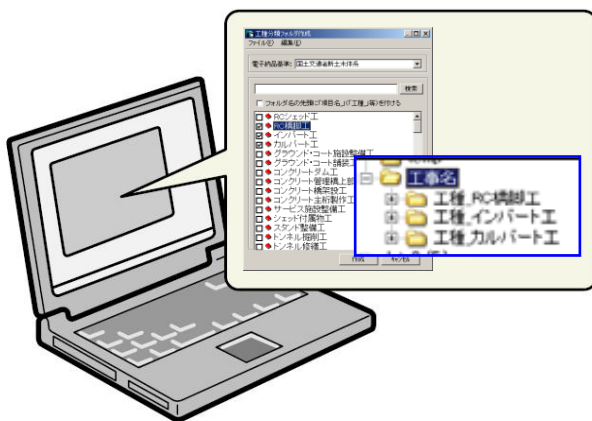 工種分類フォルダ作成
ファイル(F) 編集(E)
電子納品基準: 国土交通省新土木体系
検索
フォルダ名の先頭に「項目名_」(「工種_」等)を付ける
RCシェッド工
RC橋脚工
インバート工
カルバート工
グラウンド・コート施設整備工
グラウンド・コート舗装工
コンクリートダム工
コンクリート管理橋上部
コンクリート橋架設工
コンクリート主桁製作工
サービス施設整備工
シェッド付属物工
スタンド整備工
トンネル掘削工
トンネル修繕工
作成 キャンセル
工事名
工種_RC橋脚工
工種_インバート工
工種_カルバート工